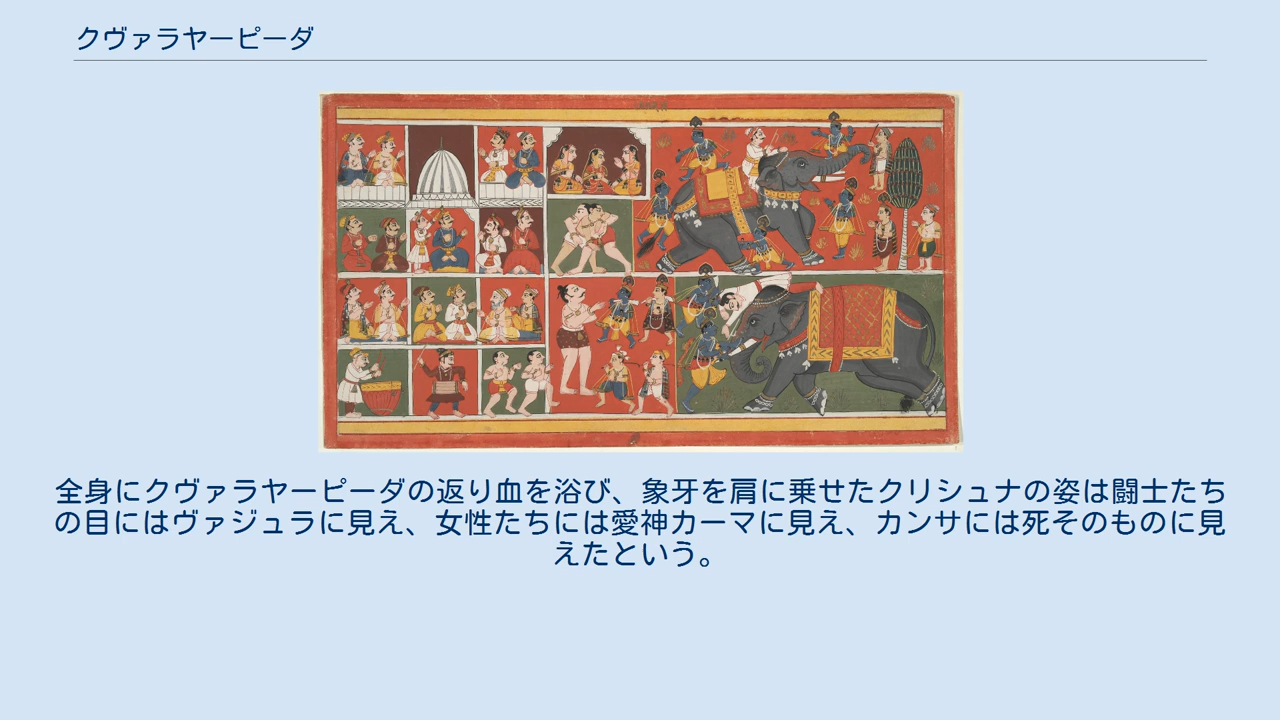 クヴァラヤーピーダ
全身にクヴァラヤーピーダの返り血を浴び、象牙を肩に乗せたクリシュナの姿は闘士たち
の目にはヴァジュラに見え、女性たちには愛神カーマに見え、カンサには死そのものに見
えたという。